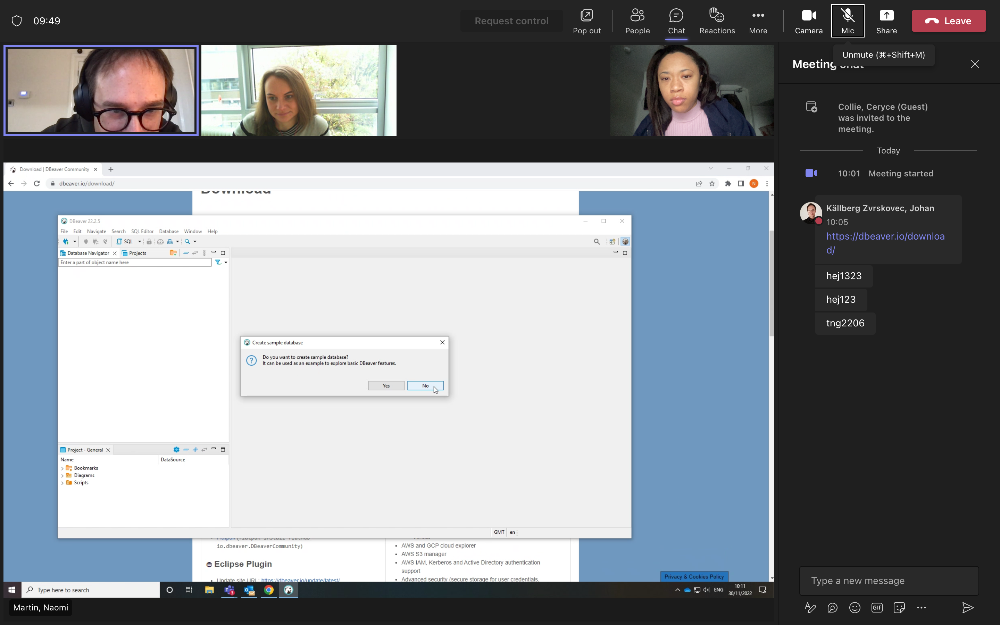 09:49
Request control
Pop out
People
Chat
Reactions
More
Camera
Mic
Share
Leave
Unmute (⌘+Shift+M)
Meeting chat
Collie, Ceryce (Guest)
was invited to the
meeting.
Today
10:01 Meeting started
Källberg Zvrskovec, Johan
10:05
https://dbeaver.io/downloa
d/
hej1323
hej123
tng2206
Type a new message
GIF
Download | DBeaver Community
dbeaver.io/download/
N
Download
DBeaver 22.2.5
File Edit Navigate Search SQL Editor Database Window Help
SQL
Database Navigator
Projects
Enter a part of object name here
Create sample database
Do you want to create sample database?
It can be used as an example to explore basic DBeaver features.
Yes
No
Project - General
Name
DataSource
Bookmarks
Diagrams
Scripts
GMT
en
io.dbeaver.DBeaverCommunity)
Eclipse Plugin
Update site URL: https://dbeaver.io/update/latest/
AWS and GCP cloud explorer
AWS S3 manager
AWS IAM, Kerberos and Active Directory authentication
support
Advanced security (secure storage for user credentials,
Privacy & Cookies Policy
Type here to search
3
ENG
10:11
30/11/2022
Martin, Naomi